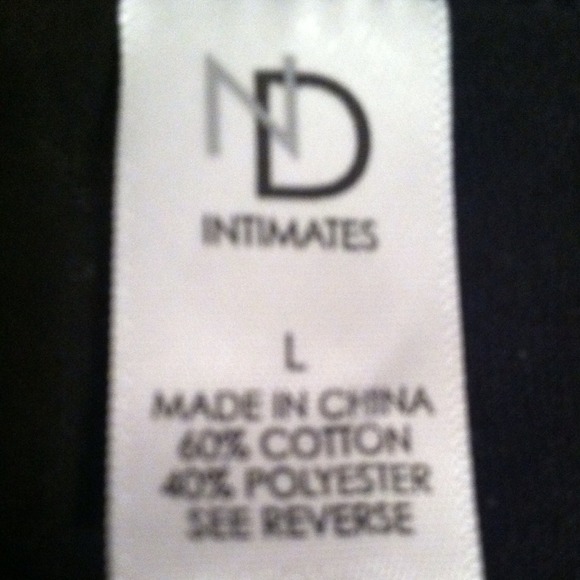 ND
INTIMATES
L
MADE IN CHINA
60% COTTON
40% POLYESTER
SEE REVERSE